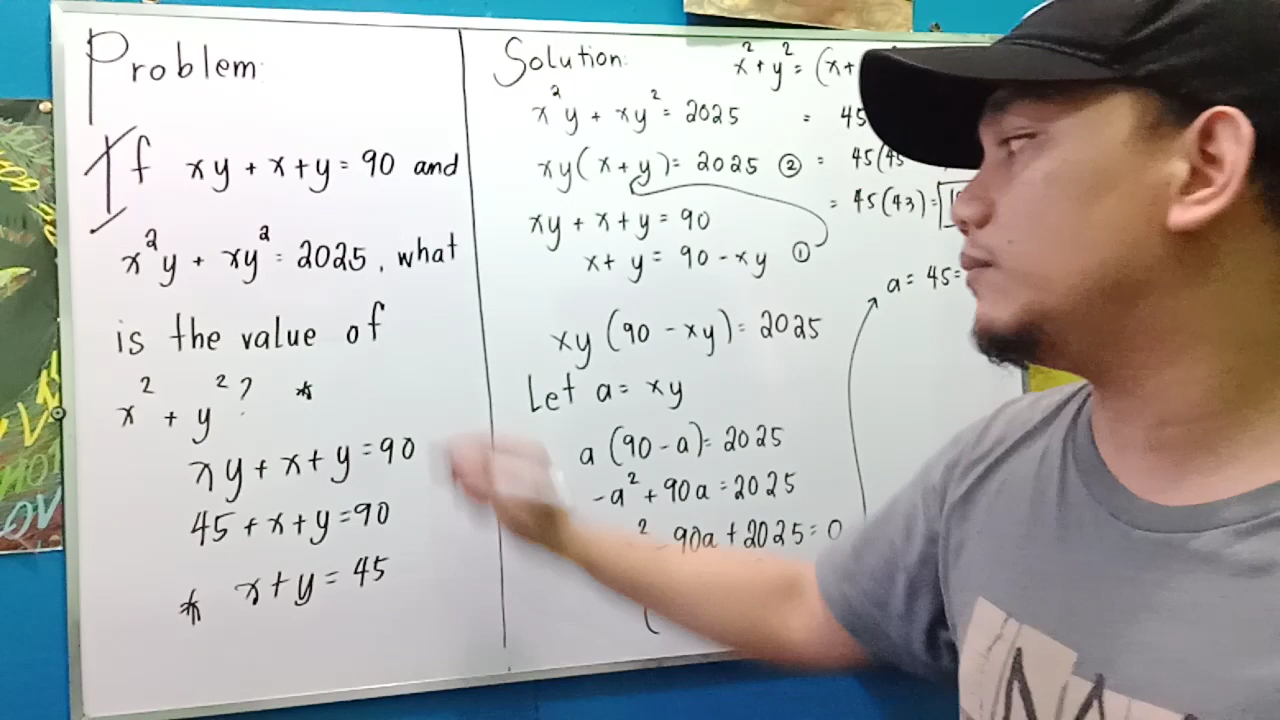 Problem:
If xy + x + y = 90 and
x²y + xy² = 2025, what
is the value of
x² + y²? *
xy + x + y = 90
45 + x + y = 90
* x + y = 45
Solution:
x²y + xy² = 2025
xy(x + y) = 2025 ②
xy + x + y = 90
x + y = 90 - xy ①
xy(90 - xy) = 2025
Let a = xy
a(90 - a) = 2025
-a² + 90a = 2025
² - 90a + 2025 = 0
(
x² + y² = (x +
= 45
= 45(45
= 45(43) =
a = 45 =